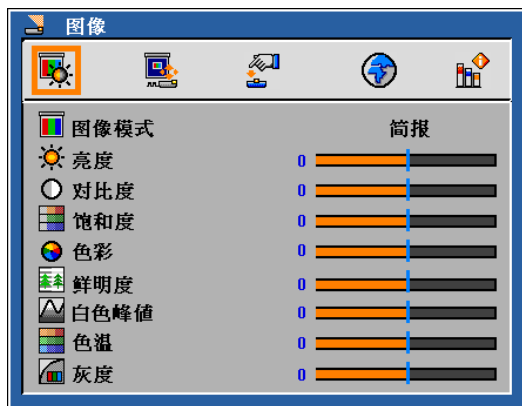 图像
图像模式 简报
亮度 0
对比度 0
饱和度 0
色彩 0
鲜明度 0
白色峰値 0
色温 0
灰度 0